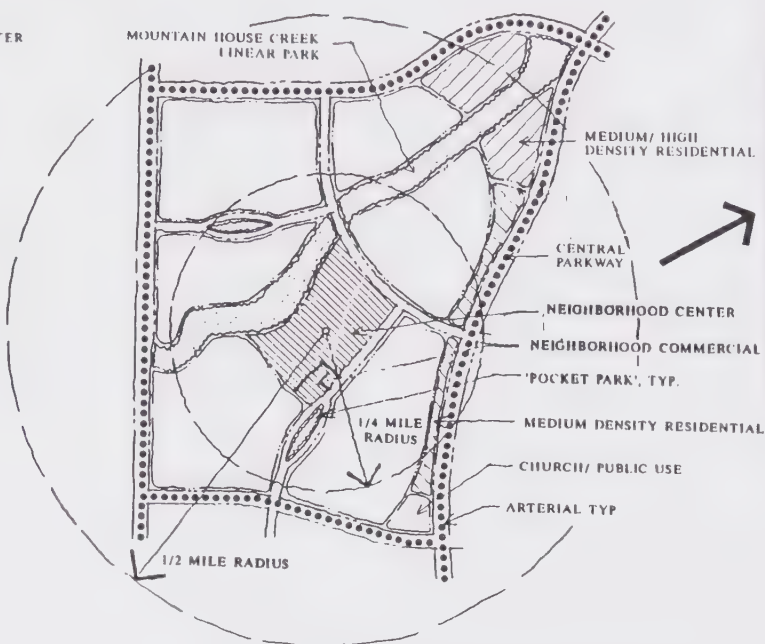 TER
MOUNTAIN HOUSE CREEK
LINEAR PARK
MEDIUM/ HIGH
DENSITY RESIDENTIAL
CENTRAL
PARKWAY
NEIGHBORHOOD CENTER
NEIGHBORHOOD COMMERCIAL
'POCKET PARK', TYP.
1/4 MILE
RADIUS
MEDIUM DENSITY RESIDENTIAL
CHURCH/ PUBLIC USE
ARTERIAL TYP
1/2 MILE RADIUS